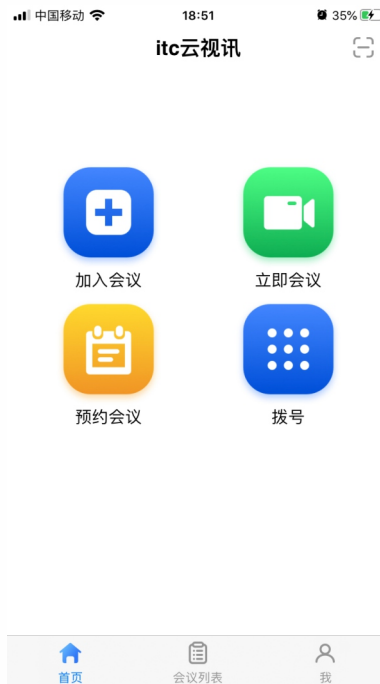 中国移动 18:51 35%
itc云视讯
加入会议 立即会议
预约会议 拨号
首页 会议列表 我